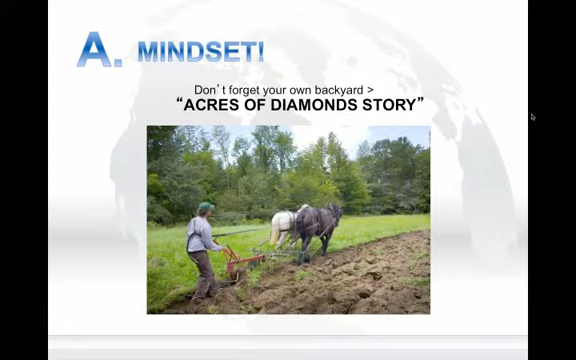 A. MINDSET!
Don't forget your own backyard >
“ACRES OF DIAMONDS STORY”